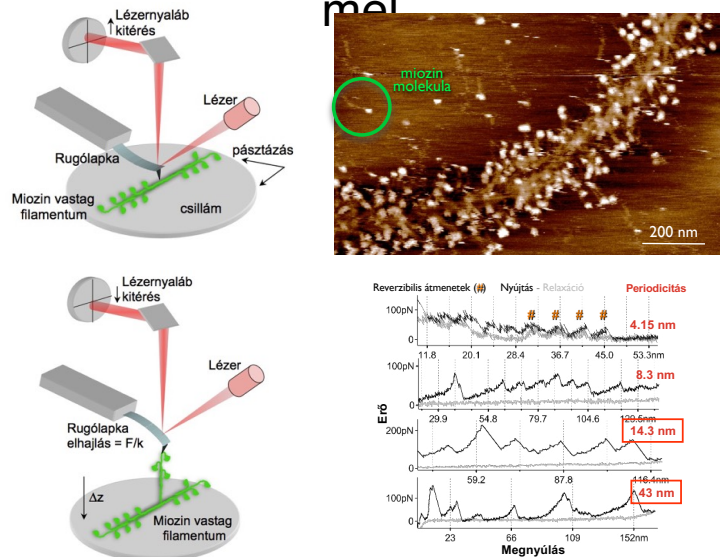 mel
Lézernyaláb
kitérés
Lézer
Rugólapka
pásztázás
Miozin vastag
filamentum
csillám
miozin
molekula
200 nm
Lézernyaláb
kitérés
Lézer
Rugólapka
elhajlás = F/k
Δz
Miozin vastag
filamentum
Reverzibilis átmenetek (#) Nyújtás - Relaxáció Periodicitás
# # # #
100pN
4.15 nm
0
11.8 20.1 28.4 36.7 45.0 53.3nm
100pN
8.3 nm
0
29.9 54.8 79.7 104.6 129.5nm
Erő
200pN
14.3 nm
0
59.2 87.8 116.4nm
43 nm
100pN
0
23 66 109 152nm
Megnyúlás